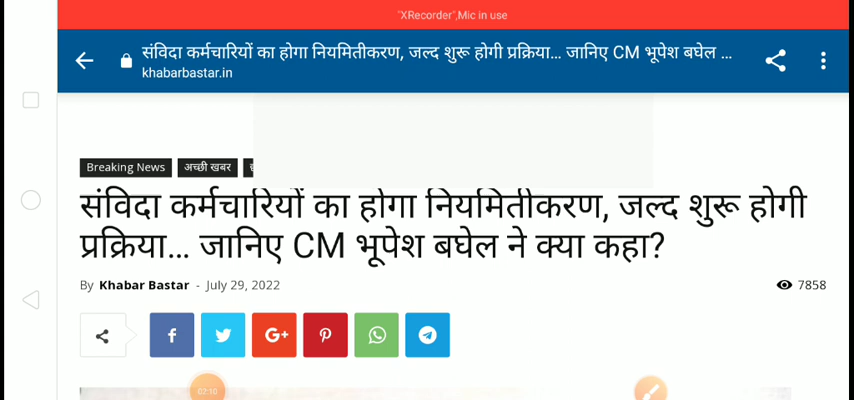 "XRecorder",Mic in use
संविदा कर्मचारियों का होगा नियमितीकरण, जल्द शुरू होगी प्रक्रिया... जानिए CM भूपेश बघेल ...
khabarbastar.in
Breaking News अच्छी खबर
संविदा कर्मचारियों का होगा नियमितीकरण, जल्द शुरू होगी
प्रक्रिया... जानिए CM भूपेश बघेल ने क्या कहा?
By Khabar Bastar - July 29, 2022 7858
02:10